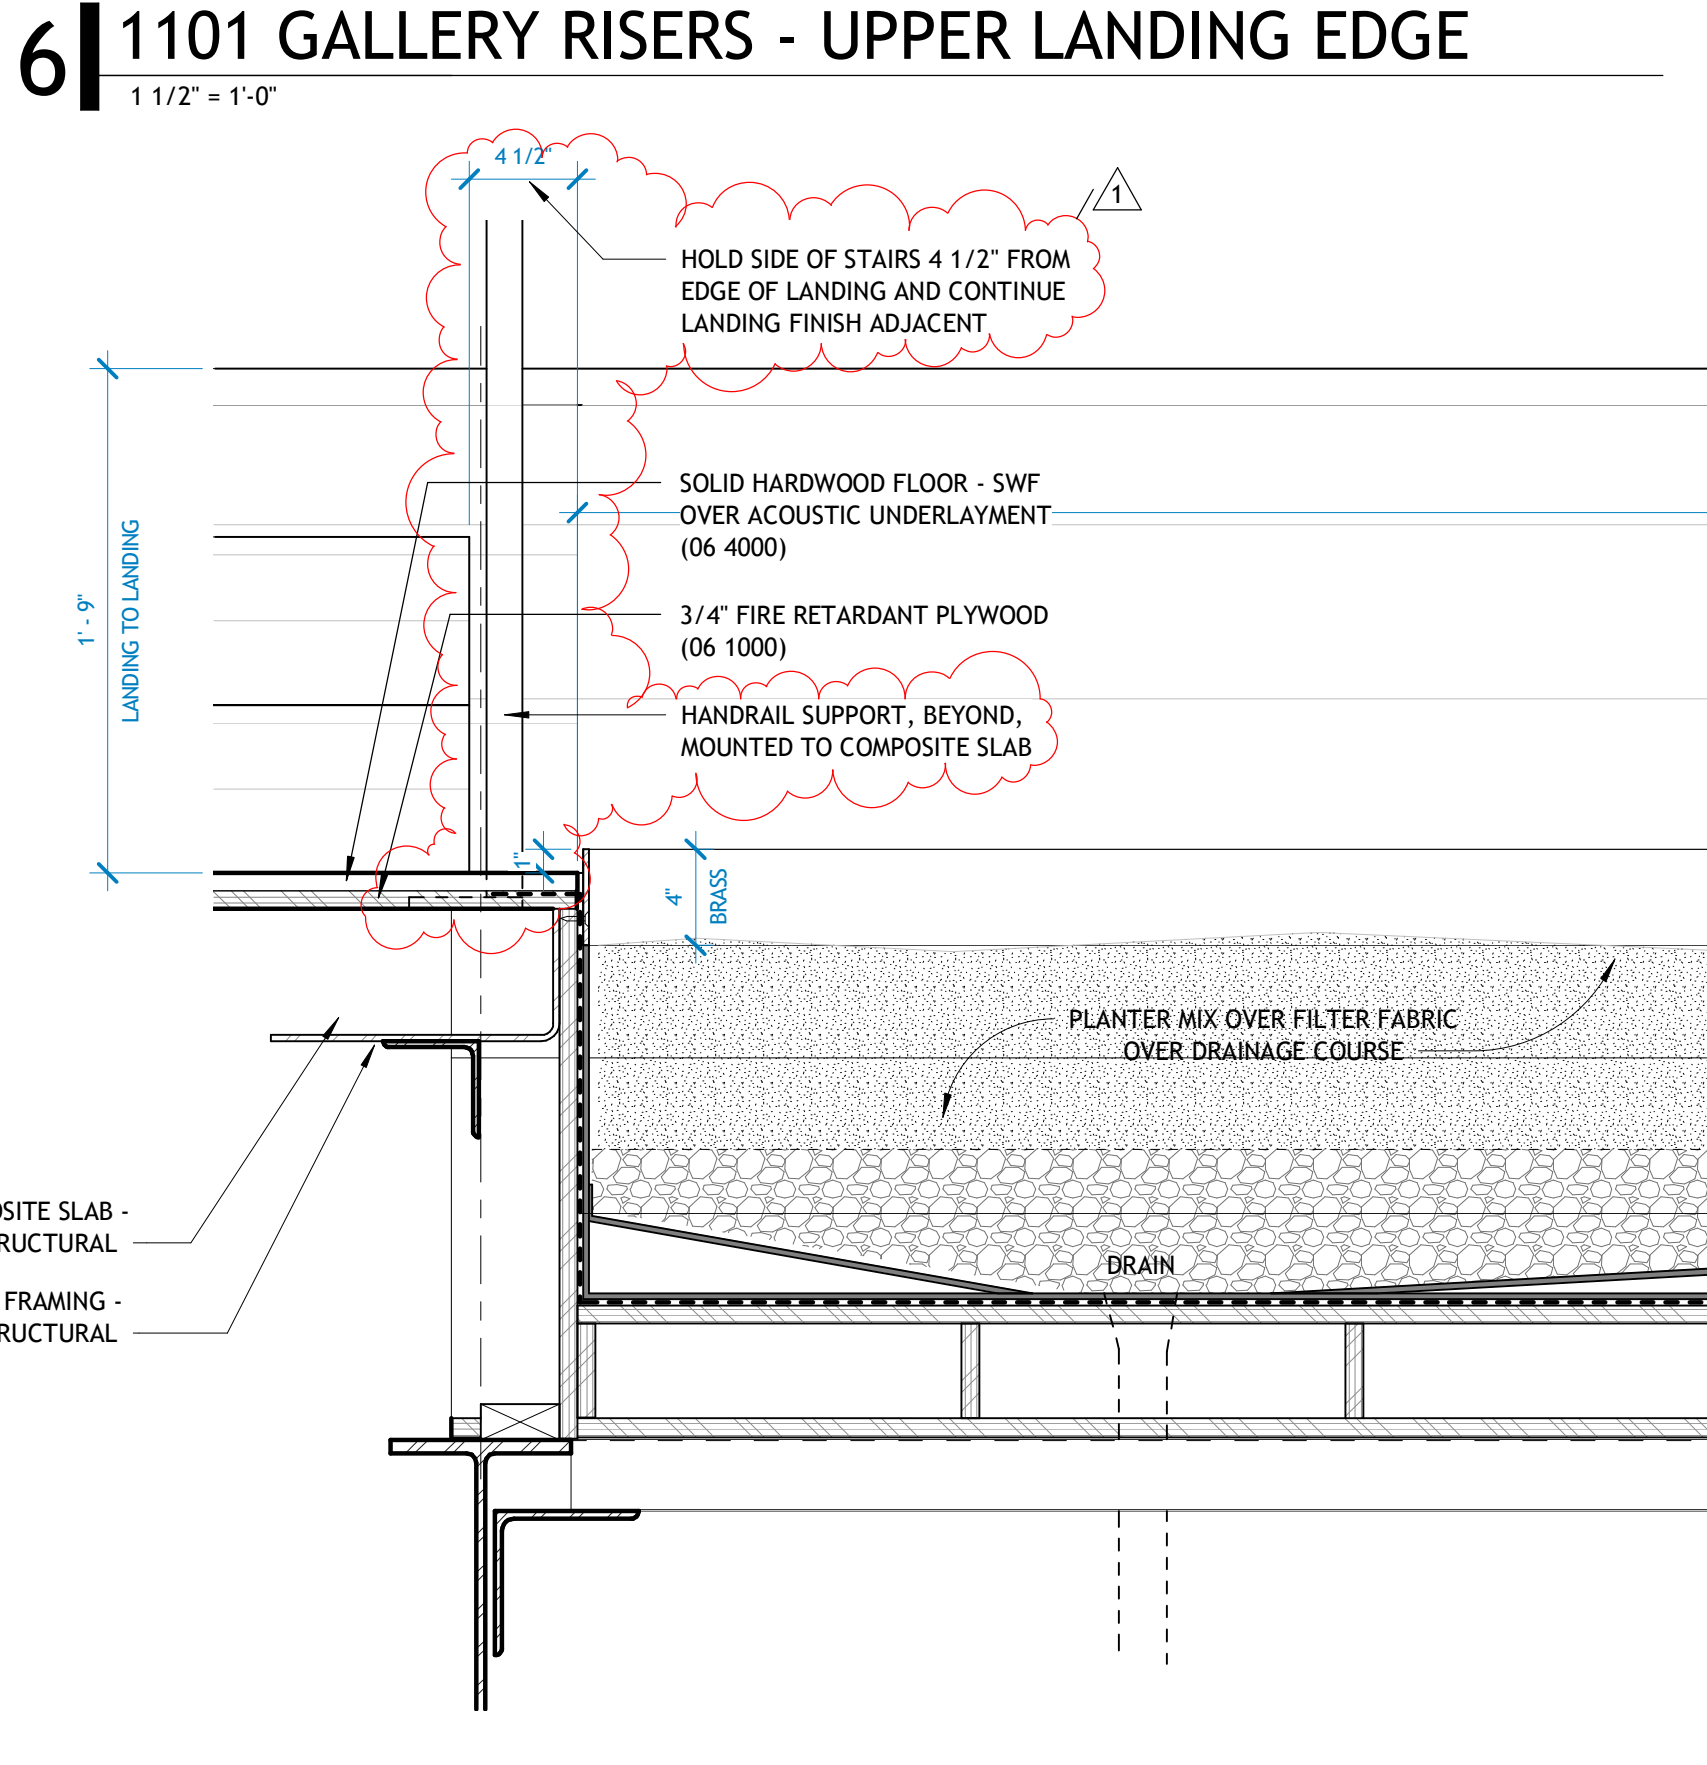 6
1101 GALLERY RISERS - UPPER LANDING EDGE
1 1/2" = 1'-0"
4 1/2"
1
HOLD SIDE OF STAIRS 4 1/2" FROM
EDGE OF LANDING AND CONTINUE
LANDING FINISH ADJACENT
SOLID HARDWOOD FLOOR - SWF
OVER ACOUSTIC UNDERLAYMENT
(06 4000)
1' - 9"
LANDING TO LANDING
3/4" FIRE RETARDANT PLYWOOD
(06 1000)
HANDRAIL SUPPORT, BEYOND,
MOUNTED TO COMPOSITE SLAB
1"
4"
BRASS
PLANTER MIX OVER FILTER FABRIC
OVER DRAINAGE COURSE
SLAB -
DRAIN
FRAMING -